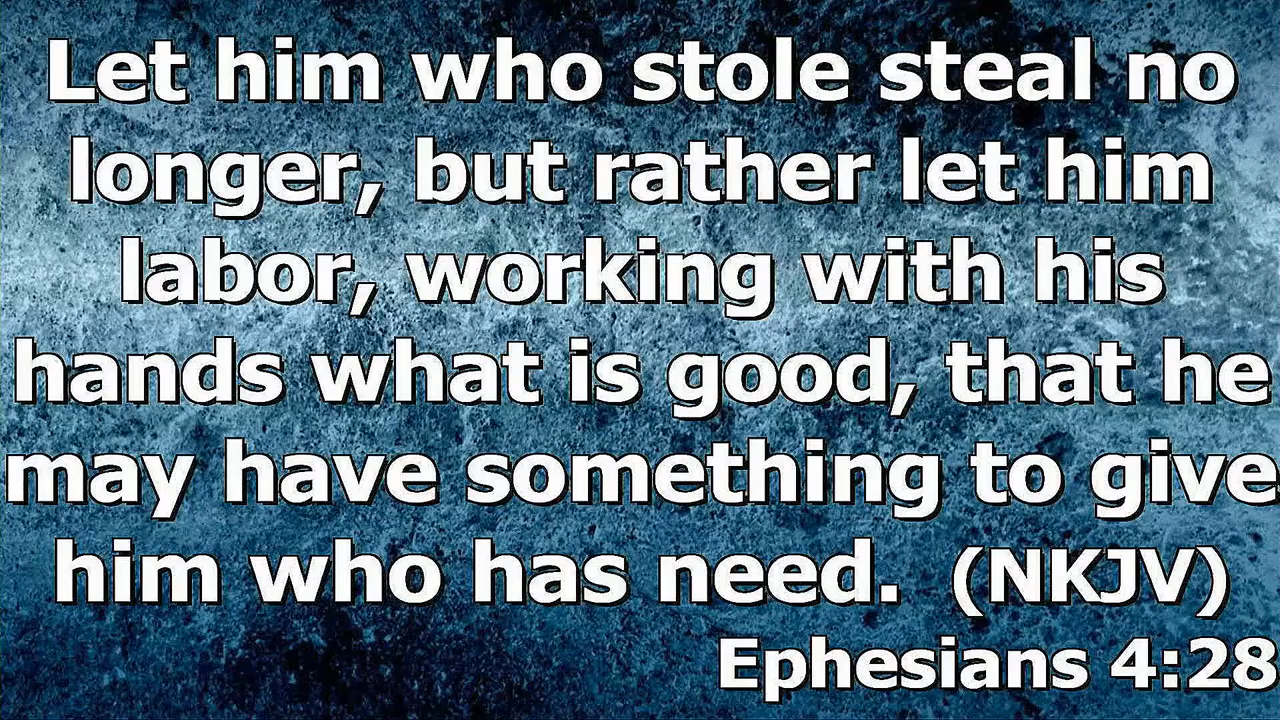 Let him who stole steal no
longer, but rather let him
labor, working with his
hands what is good, that he
may have something to give
him who has need.  (NKJV)
Ephesians 4:28